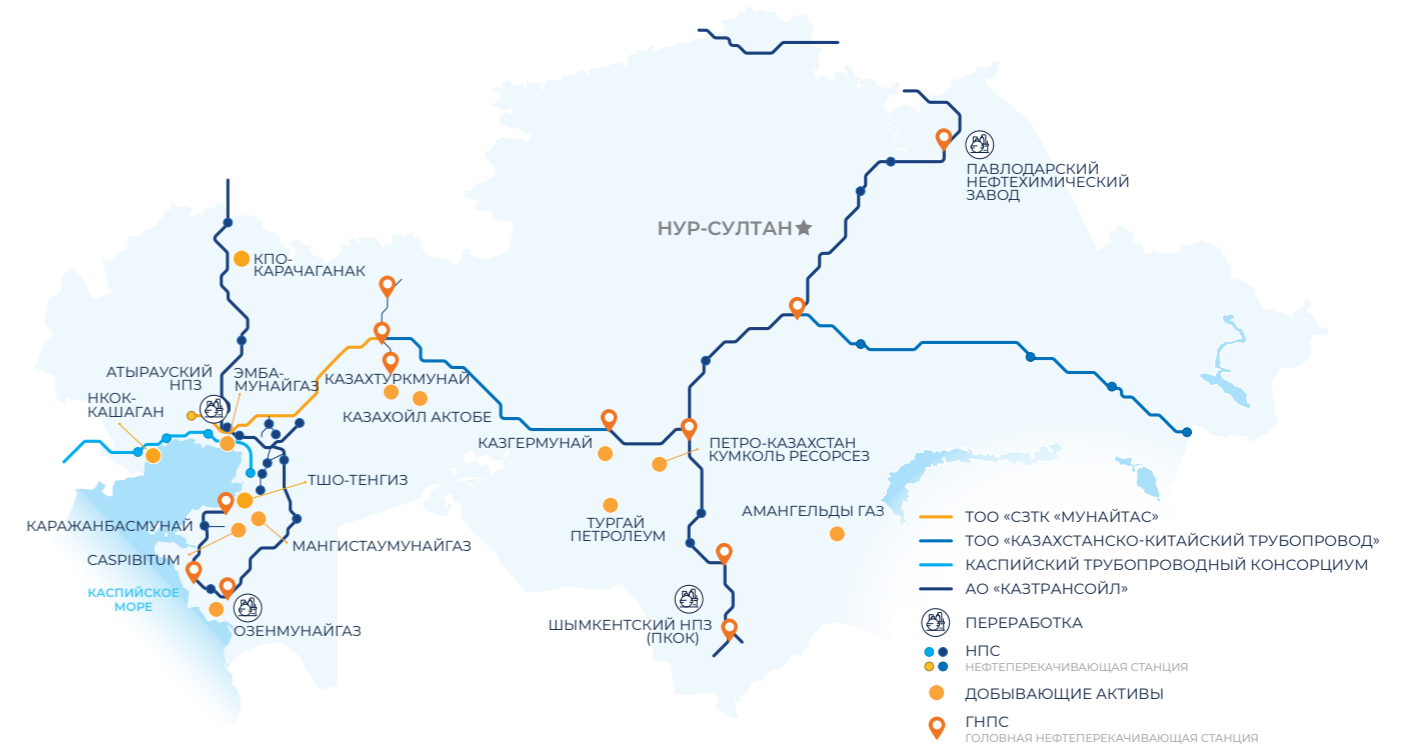 ПАВЛОДАРСКИЙ
НЕФТЕХИМИЧЕСКИЙ
ЗАВОД
НУР-СУЛТАН
КПО-
КАРАЧАГАНАК
АТЫРАУСКИЙ
НПЗ
ЭМБА-
МУНАЙГАЗ
КАЗАХТУРКМУНАЙ
НКОК-
КАШАГАН
КАЗАХОЙЛ АКТОБЕ
КАЗГЕРМУНАЙ
ПЕТРО-КАЗАХСТАН
КУМКОЛЬ РЕСОРСЕЗ
ТШО-ТЕНГИЗ
КАРАЖАНБАСМУНАЙ
ТУРГАЙ
ПЕТРОЛЕУМ
АМАНГЕЛЬДЫ ГАЗ
МАНГИСТАУМУНАЙГАЗ
CASPIBITUM
КАСПИЙСКОЕ
МОРЕ
ОЗЕНМУНАЙГАЗ
ШЫМКЕНТСКИЙ НПЗ
(ПКОК)
ТОО «СЗТК «МУНАЙТАС»
ТОО «КАЗАХСТАНСКО-КИТАЙСКИЙ ТРУБОПРОВОД»
КАСПИЙСКИЙ ТРУБОПРОВОДНЫЙ КОНСОРЦИУМ
АО «КАЗТРАНСОЙЛ»
ПЕРЕРАБОТКА
НПС
НЕФТЕПЕРЕКАЧИВАЮЩАЯ СТАНЦИЯ
ДОБЫВАЮЩИЕ АКТИВЫ
ГНПС
ГОЛОВНАЯ НЕФТЕПЕРЕКАЧИВАЮЩАЯ СТАНЦИЯ